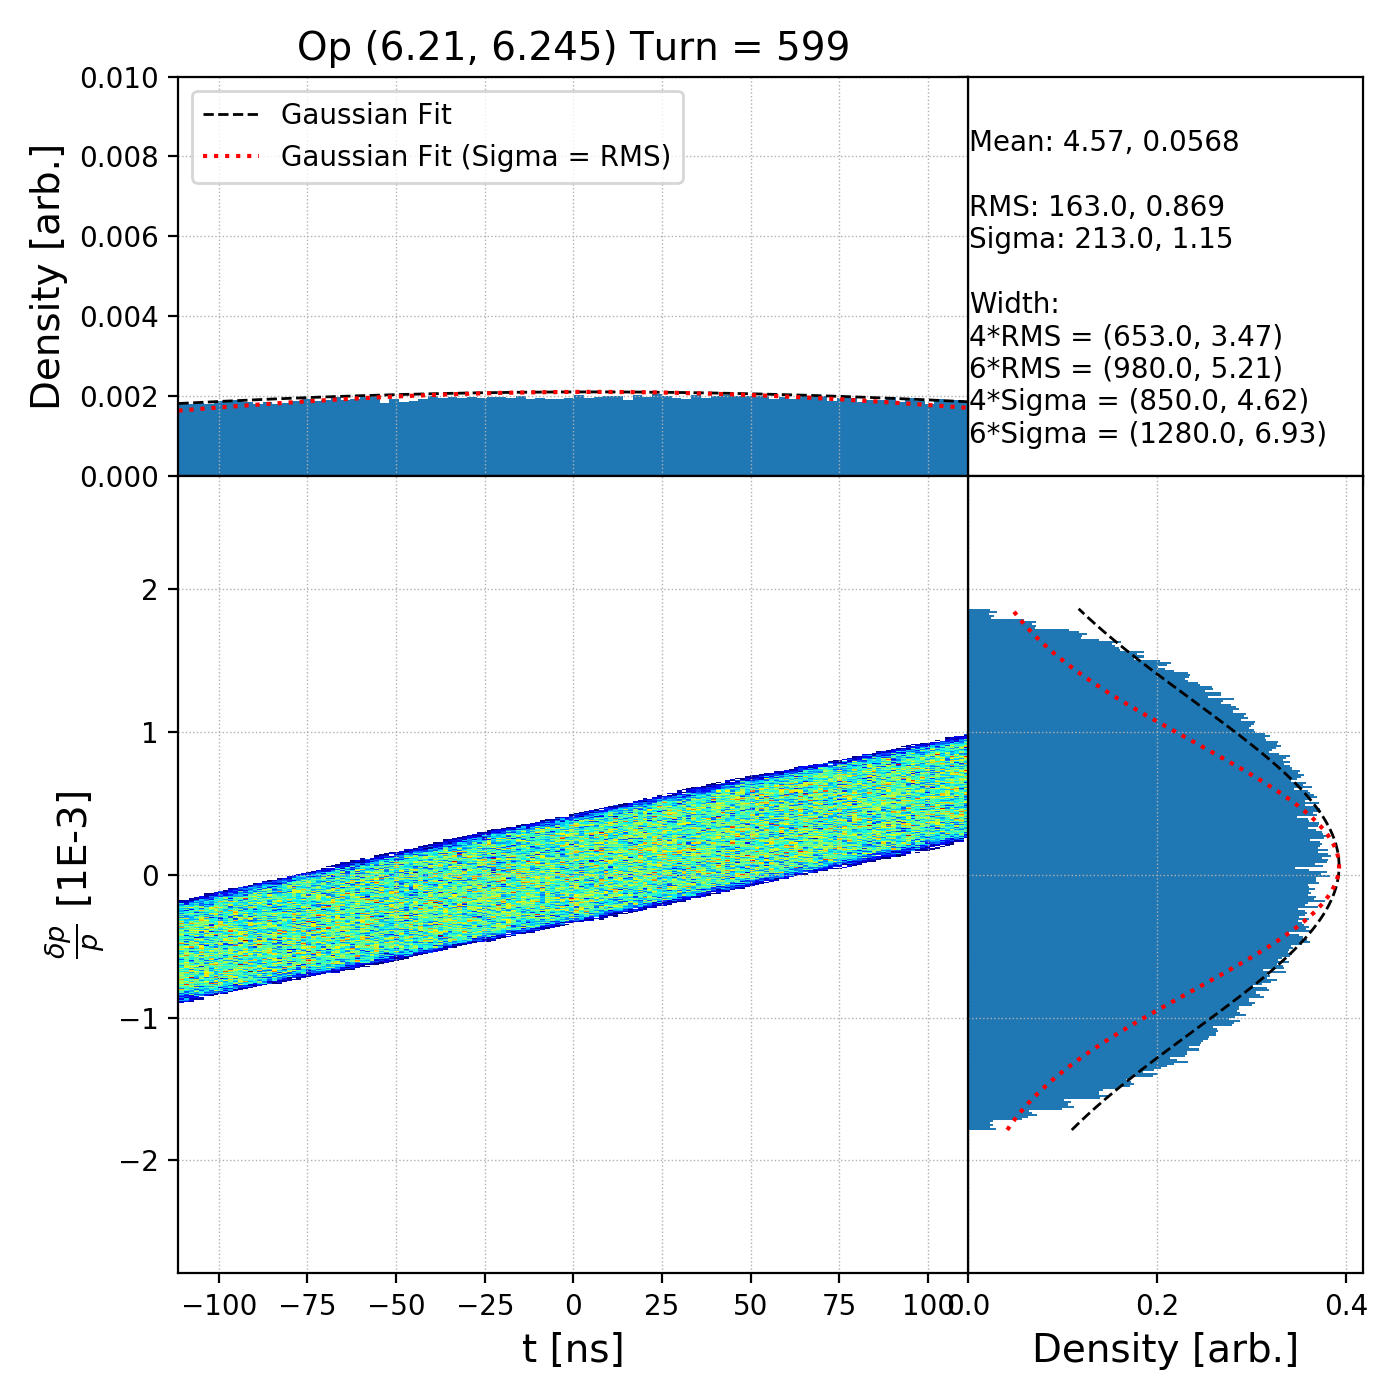 Op (6.21, 6.245) Turn = 599
0.010
0.008
0.006
0.004
0.002
0.000
Density [arb.]
Gaussian Fit
Gaussian Fit (Sigma = RMS)
Mean: 4.57, 0.0568
RMS: 163.0, 0.869
Sigma: 213.0, 1.15
Width:
4*RMS = (653.0, 3.47)
6*RMS = (980.0, 5.21)
4*Sigma = (850.0, 4.62)
6*Sigma = (1280.0, 6.93)
2
1
0
−1
−2
δp/p [1E-3]
−100 −75 −50 −25 0 25 50 75 100
t [ns]
0.0 0.2 0.4
Density [arb.]